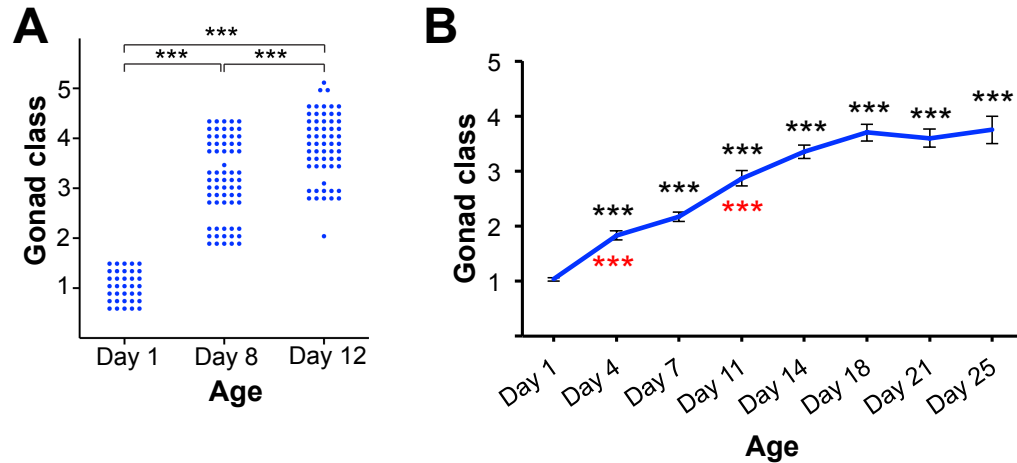 A
***
***
***
5
4
3
2
1
Gonad class
Day 1
Day 8
Day 12
Age
B
5
4
3
2
1
Gonad class
***
***
***
***
***
***
***
***
***
Day 1
Day 4
Day 7
Day 11
Day 14
Day 18
Day 21
Day 25
Age